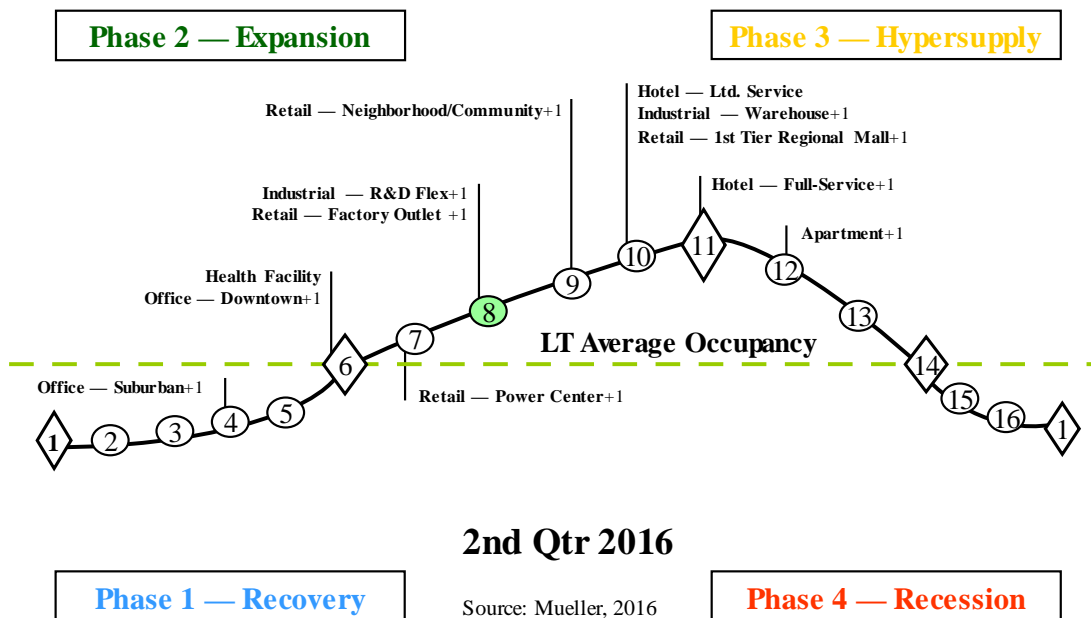 Phase 2 — Expansion
Phase 3 — Hypersupply
Retail — Neighborhood/Community+1
Hotel — Ltd. Service
Industrial — Warehouse+1
Retail — 1st Tier Regional Mall+1
Industrial — R&D Flex+1
Retail — Factory Outlet +1
Hotel — Full-Service+1
Apartment+1
Health Facility
Office — Downtown+1
11
10
12
9
8
13
7
LT Average Occupancy
6
14
Office — Suburban+1
Retail — Power Center+1
1
2
3
4
5
15
16
1
2nd Qtr 2016
Phase 1 — Recovery
Source: Mueller, 2016
Phase 4 — Recession